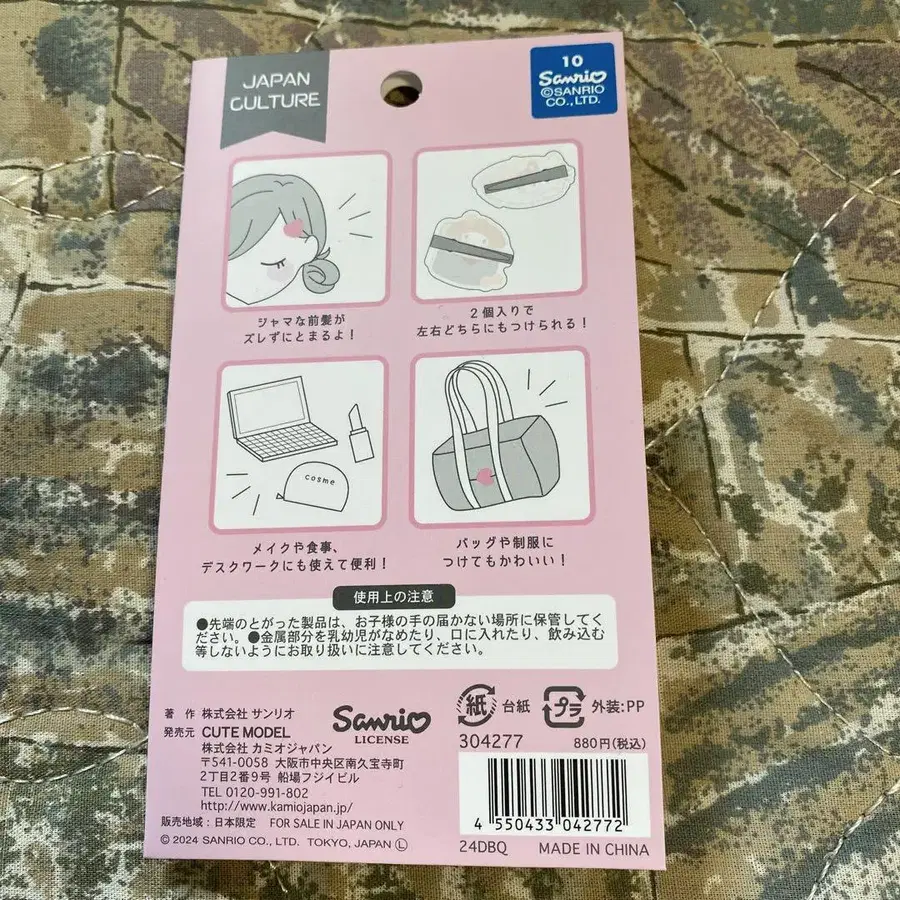 JAPAN
CULTURE
10
Sanrio
©SANRIO
CO.,LTD.
ジャマな前髪が
ズレずにとまるよ！
2個入りで
左右どちらにもつけられる！
cosme
メイクや食事、
デスクワークにも使えて便利！
バッグや制服に
つけてもかわいい！
使用上の注意
●先端のとがった製品は、お子様の手の届かない場所に保管してく
ださい。●金属部分を乳幼児がなめたり、口に入れたり、飲み込む
等しないようにお取り扱いに注意してください。
著 作 株式会社 サンリオ
発売元 CUTE MODEL
株式会社 カミオジャパン
〒541-0058 大阪市中央区南久宝寺町
2丁目2番9号 船場フジイビル
TEL 0120-991-802
http://www.kamiojapan.jp/
販売地域：日本限定 FOR SALE IN JAPAN ONLY
© 2024 SANRIO CO., LTD. TOKYO, JAPAN Ⓛ
Sanrio
LICENSE
紙 台紙
プラ 外装:PP
304277
880円(税込)
4 550433 042772
24DBQ MADE IN CHINA